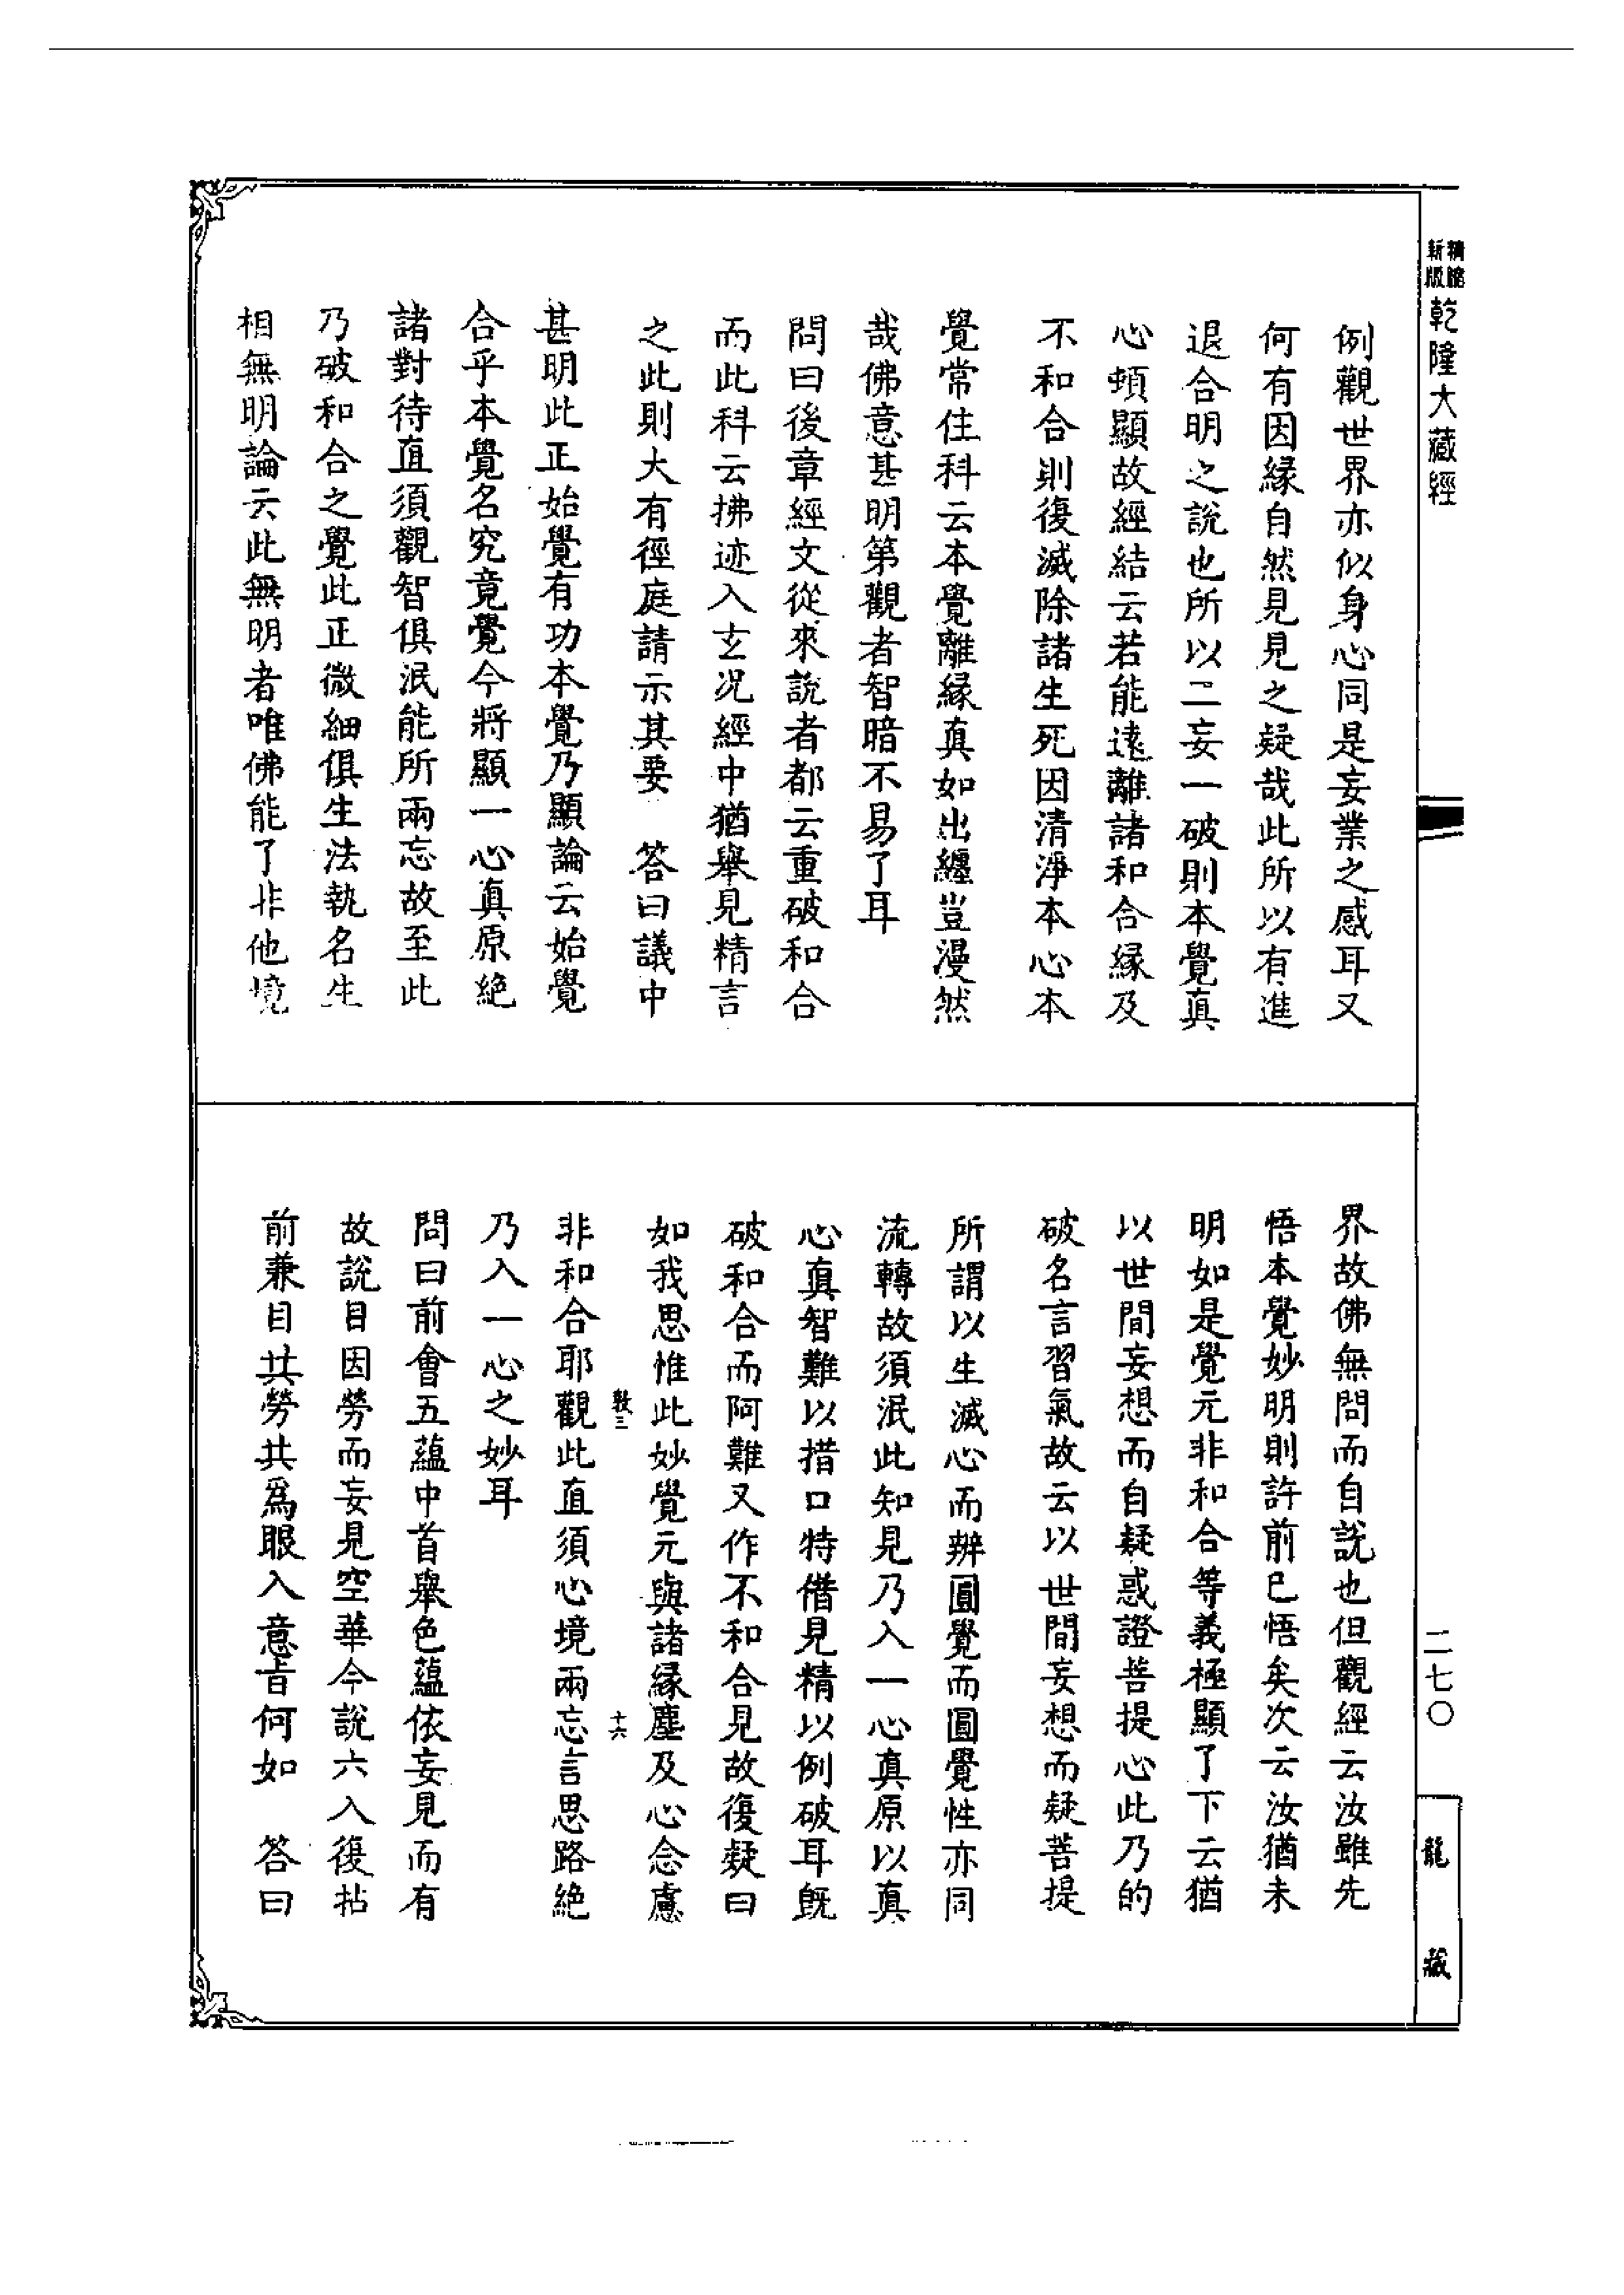 精縮新版乾隆大藏經
例觀世界亦似身心同是妄業之感耳又
何有因緣自然見見之疑哉此所以有進
退合明之說也所以二妄一破則本覺真
心頓顯故經結云若能遠離諸和合緣及
不和合則復滅除諸生死因清淨本心本
覺常住科云本覺離緣真如出纏豈漫然
哉佛意甚明第觀者智暗不易了耳
問曰後章經文從來說者都云重破和合
而此科云拂迹入玄況經中猶舉見精言
之此則大有徑庭請示其要　答曰議中
甚明此正始覺有功本覺乃顯論云始覺
合乎本覺名究竟覺今將顯一心真原絕
諸對待直須觀智俱泯能所兩忘故至此
乃破和合之覺此正微細俱生法執名生
相無明論云此無明者唯佛能了非他境
界故佛無問而自說也但觀經云汝雖先
悟本覺妙明則許前已悟矣次云汝猶未
明如是覺元非和合等義極顯了下云猶
以世間妄想而自疑惑證菩提心此乃的
破名言習氣故云以世間妄想而疑菩提
所謂以生滅心而辨圓覺而圓覺性亦同
流轉故須泯此知見乃入一心真原以真
心真智難以措口特借見精以例破耳既
破和合而阿難又作不和合見故復疑曰
如我思惟此妙覺元與諸緣塵及心念慮
十六
非和合耶觀此直須心境兩忘言思路絕
乃入一心之妙耳
問曰前會五蘊中首舉色蘊依妄見而有
故說目因勞而妄見空華今說六入復拈
前兼目共勞共為眼入意旨何如　答曰
二七〇
龍藏